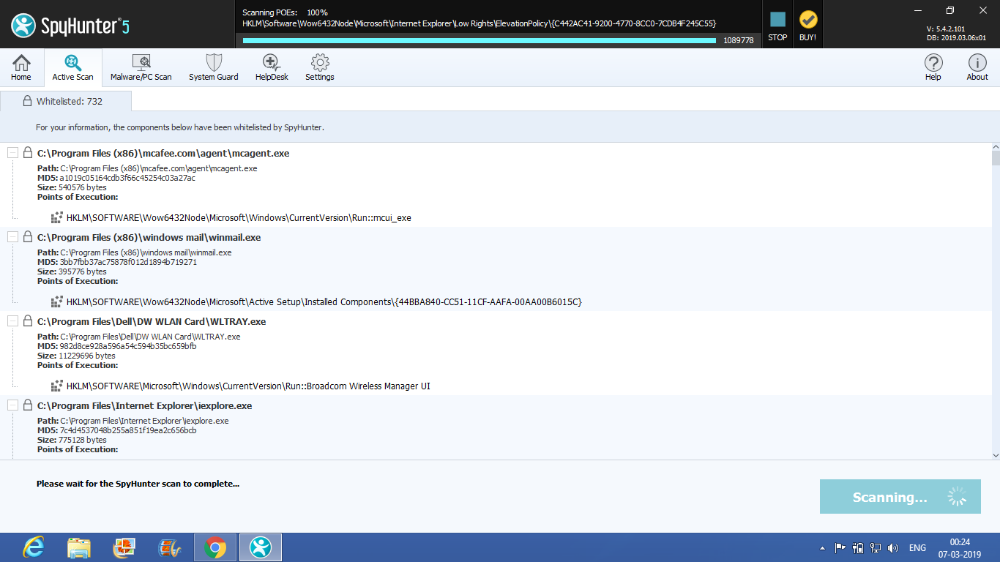 SpyHunter® 5
Scanning POEs: 100%
HKLM\Software\Wow6432Node\Microsoft\Internet Explorer\Low Rights\ElevationPolicy\{C442AC41-9200-4770-8CC0-7CDB4F245C55}
1089778
STOP
BUY!
V: 5.4.2.101
DB: 2019.03.06x01
Home
Active Scan
Malware/PC Scan
System Guard
HelpDesk
Settings
Help
About
Whitelisted: 732
For your information, the components below have been whitelisted by SpyHunter.
C:\Program Files (x86)\mcafee.com\agent\mcagent.exe
Path: C:\Program Files (x86)\mcafee.com\agent\mcagent.exe
MD5: a1019c05164cdb3f66c45254c03a27ac
Size: 540576 bytes
Points of Execution:
HKLM\SOFTWARE\Wow6432Node\Microsoft\Windows\CurrentVersion\Run::mcui_exe
C:\Program Files (x86)\windows mail\winmail.exe
Path: C:\Program Files (x86)\windows mail\winmail.exe
MD5: 3bb7fbb37ac75878f012d1894b719271
Size: 395776 bytes
Points of Execution:
HKLM\SOFTWARE\Wow6432Node\Microsoft\Active Setup\Installed Components\{44BBA840-CC51-11CF-AAFA-00AA00B6015C}
C:\Program Files\Dell\DW WLAN Card\WLTRAY.exe
Path: C:\Program Files\Dell\DW WLAN Card\WLTRAY.exe
MD5: 982d8ce928a596a54c594b35bc659bfb
Size: 11229696 bytes
Points of Execution:
HKLM\SOFTWARE\Microsoft\Windows\CurrentVersion\Run::Broadcom Wireless Manager UI
C:\Program Files\Internet Explorer\iexplore.exe
Path: C:\Program Files\Internet Explorer\iexplore.exe
MD5: 7c4d4537048b255a851f19ea2c656bcb
Size: 775128 bytes
Points of Execution:
Please wait for the SpyHunter scan to complete...
Scanning...
ENG
00:24
07-03-2019